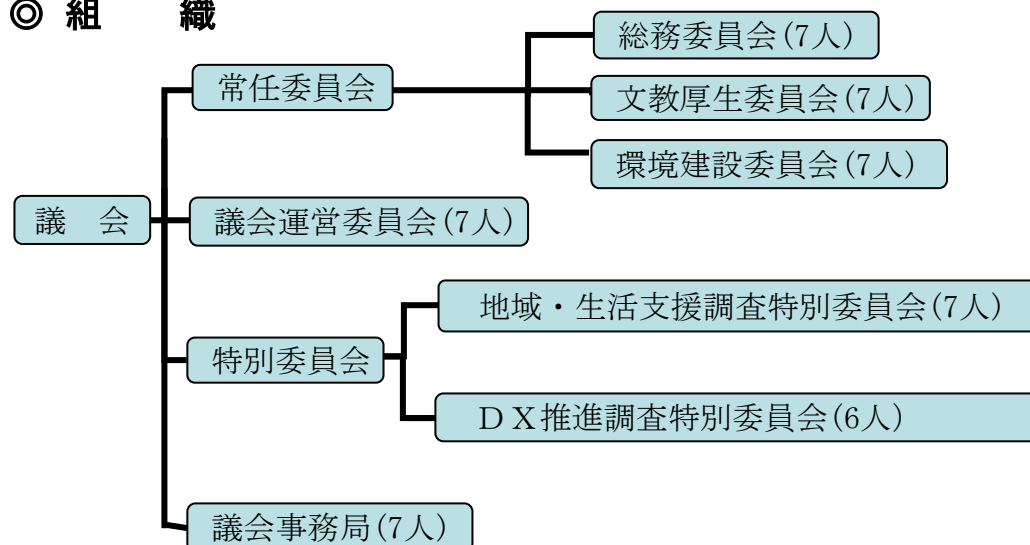 ◎ 組　　織
総務委員会(7人)
常任委員会
文教厚生委員会(7人)
環境建設委員会(7人)
議　会
議会運営委員会(7人)
地域・生活支援調査特別委員会(7人)
特別委員会
ＤＸ推進調査特別委員会(6人)
議会事務局(7人)